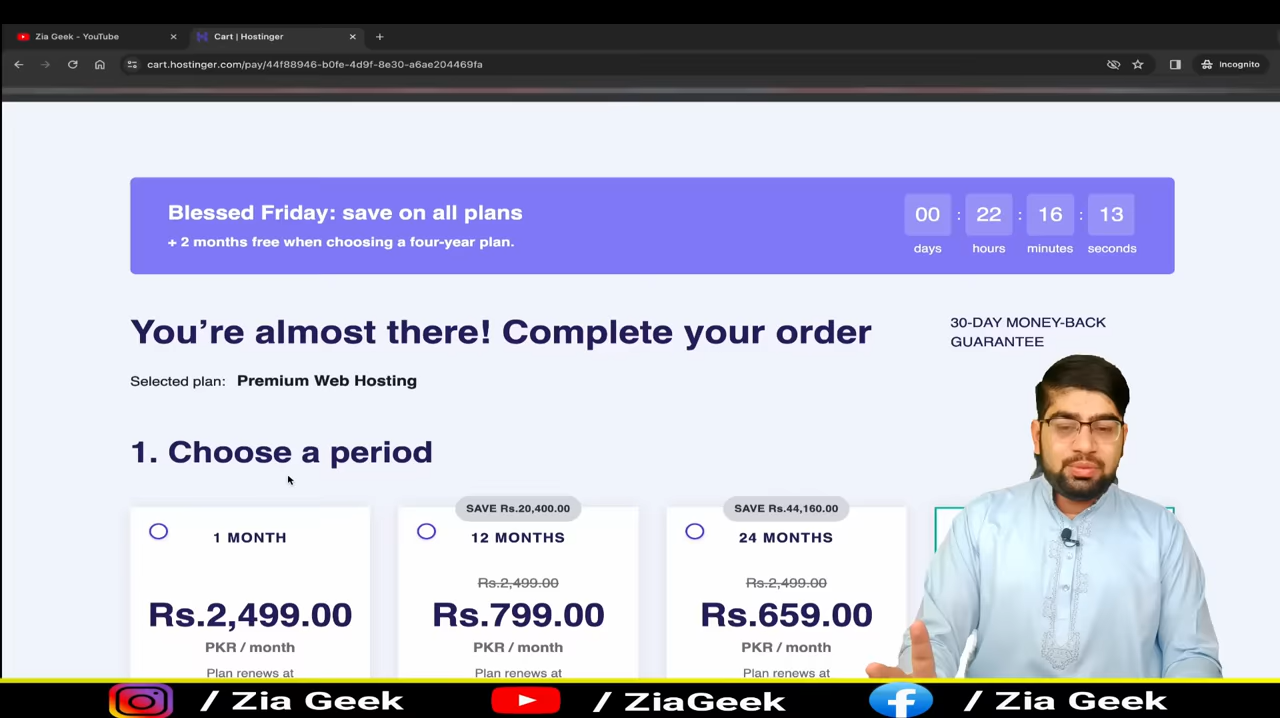 Zia Geek - YouTube
Cart | Hostinger
cart.hostinger.com/pay/44f88946-b0fe-4d9f-8e30-a6ae204469fa
Incognito
Blessed Friday: save on all plans
+ 2 months free when choosing a four-year plan.
00 : 22 : 16 : 13
days hours minutes seconds
You're almost there! Complete your order
30-DAY MONEY-BACK
GUARANTEE
Selected plan: Premium Web Hosting
1. Choose a period
SAVE Rs.20,400.00
SAVE Rs.44,160.00
1 MONTH
12 MONTHS
24 MONTHS
Rs.2,499.00
Rs.2,499.00
Rs.2,499.00
Rs.799.00
Rs.659.00
PKR / month
PKR / month
PKR / month
Plan renews at
Plan renews at
Plan renews at
/ Zia Geek
/ ZiaGeek
/ Zia Geek